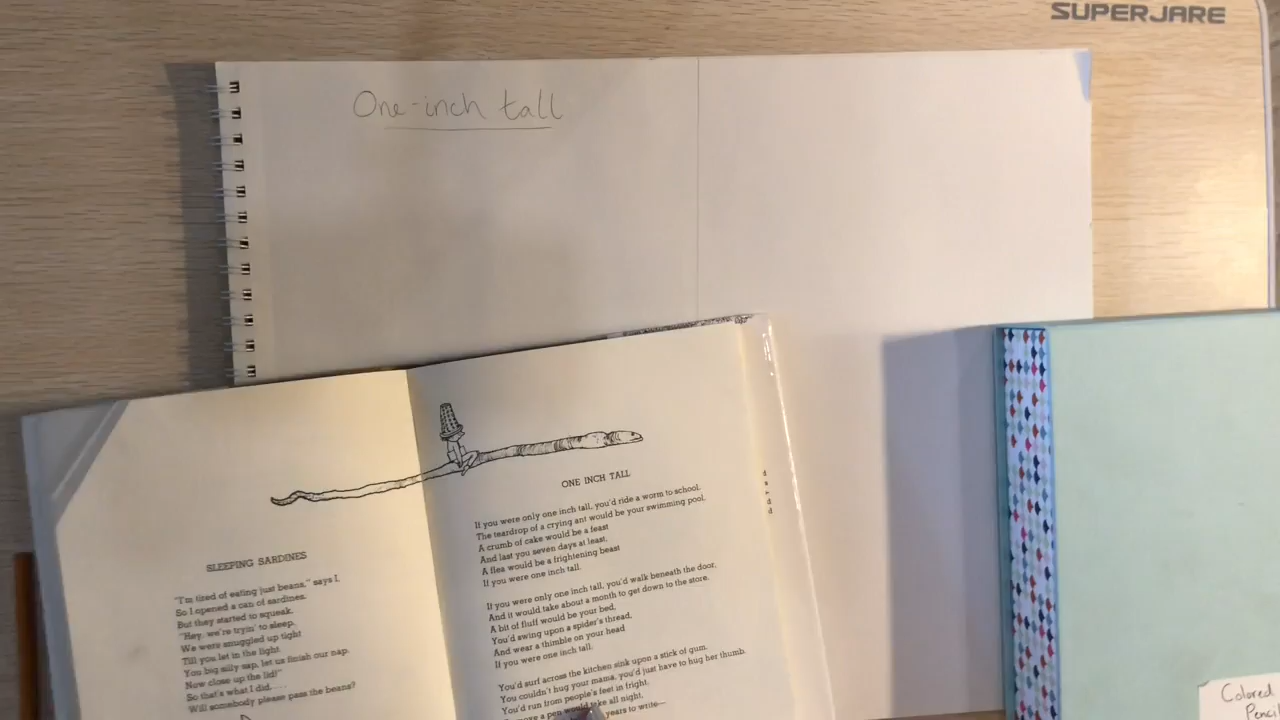 SUPERJARE
One-inch tall
SLEEPING SARDINES
"I'm tired of eating just beans," says I,
So I opened a can of sardines.
But they started to squeak,
"Hey, we're tryin' to sleep.
We were snuggled up tight
Till you let in the light.
You big silly sap, let us finish our nap.
Now close up the lid!"
So that's what I did. . . .
Will somebody please pass the beans?
ONE INCH TALL
If you were only one inch tall, you'd ride a worm to school.
The teardrop of a crying ant would be your swimming pool.
A crumb of cake would be a feast
And last you seven days at least,
A flea would be a frightening beast
If you were one inch tall.
If you were only one inch tall, you'd walk beneath the door,
And it would take about a month to get down to the store.
A bit of fluff would be your bed,
You'd swing upon a spider's thread,
And wear a thimble on your head
If you were one inch tall.
You'd surf across the kitchen sink upon a stick of gum.
You couldn't hug your mama, you'd just have to hug her thumb.
You'd run from people's feet in fright,
move a pen would take all night,
years to write—
Colored
Pencil